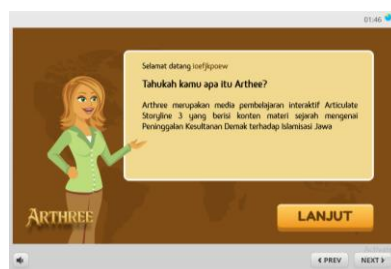 01:46
Selamat datang ioefjkpoew
Tahukah kamu apa itu Arthee?
Arthree merupakan media pembelajaran interaktif Articulate
Storyline 3 yang berisi konten materi sejarah mengenai
Peninggalan Kesultanan Demak terhadap Islamisasi Jawa
ARTHREE
LANJUT
PREV
NEXT